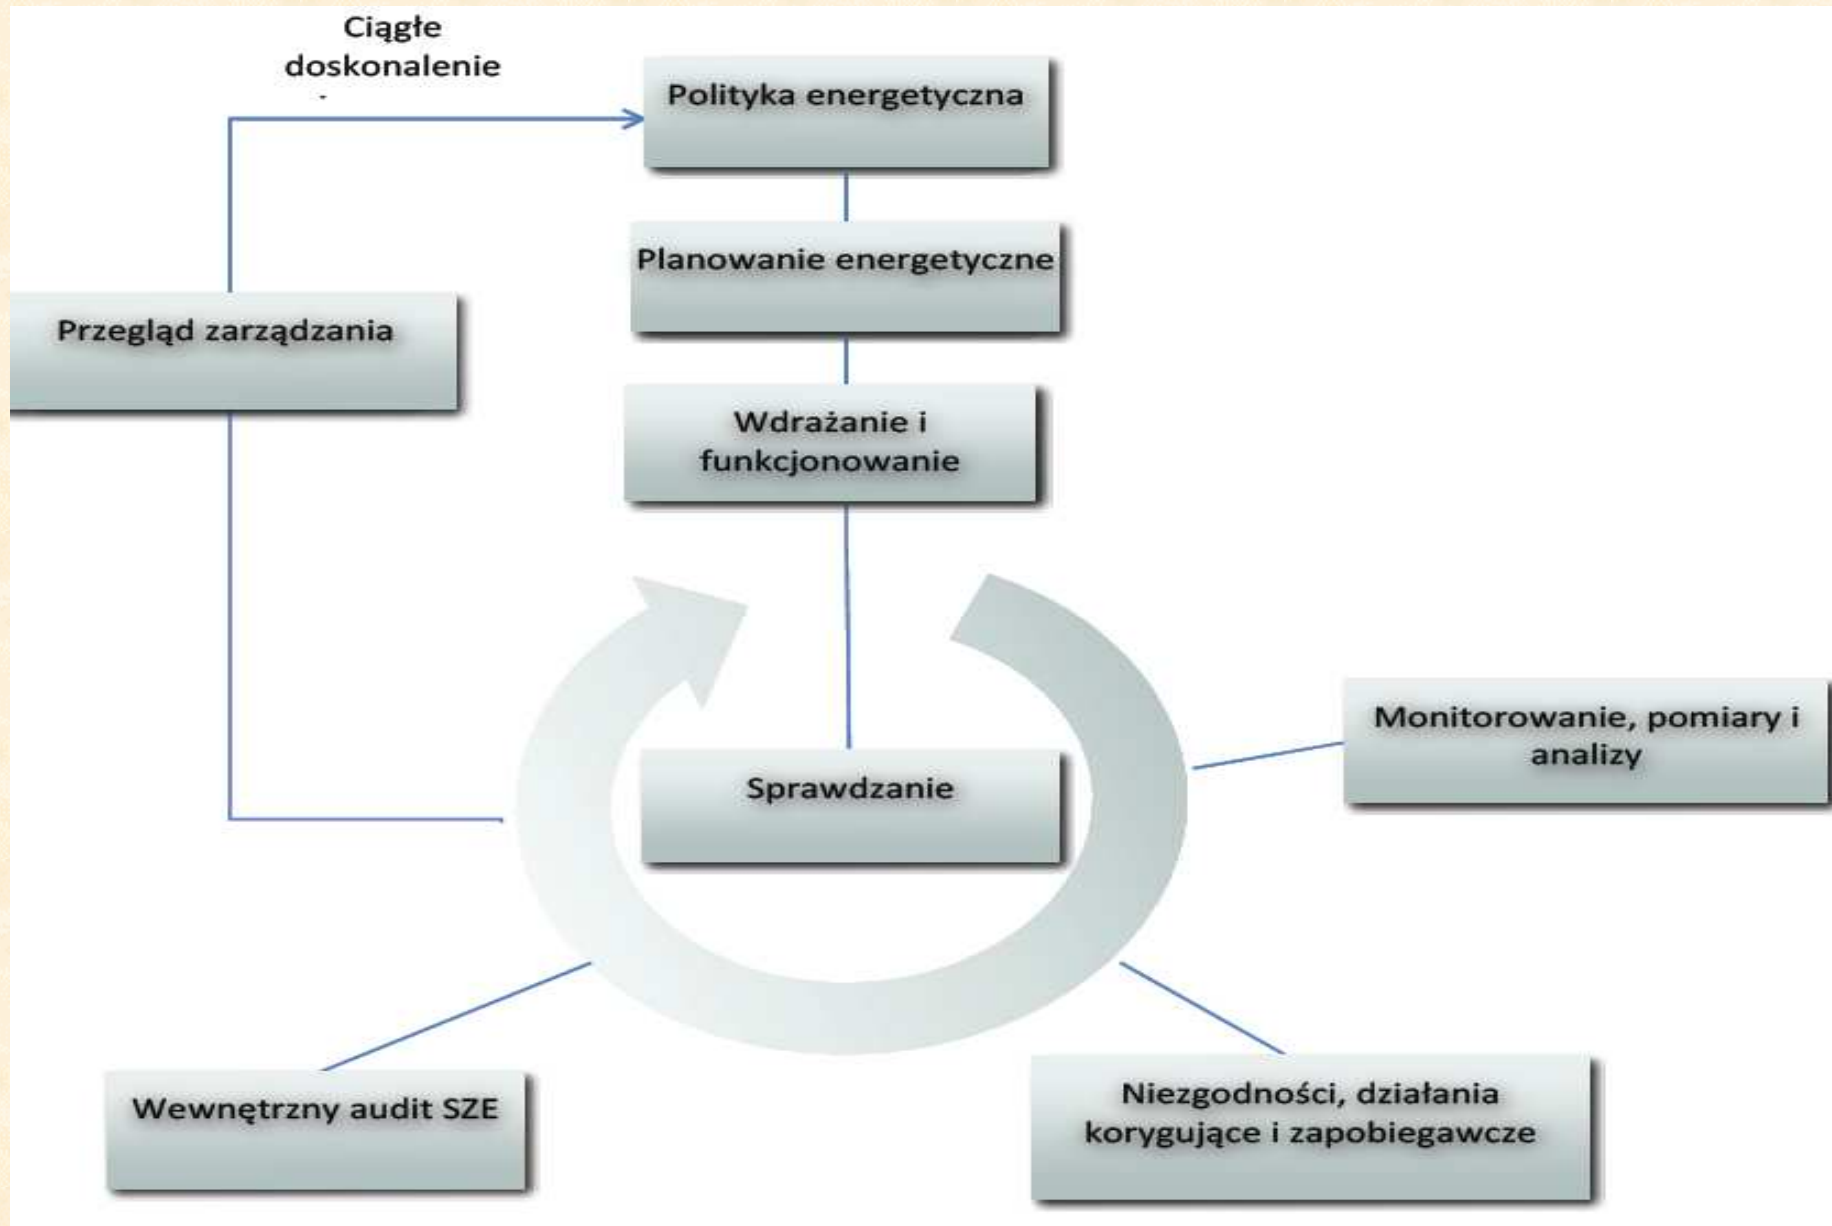 Ciągłe
doskonalenie
Polityka energetyczna
Planowanie energetyczne
Przegląd zarządzania
Wdrażanie i
funkcjonowanie
Monitorowanie, pomiary i
analizy
Sprawdzanie
Wewnętrzny audit SZE
Niezgodności, działania
korygujące i zapobiegawcze